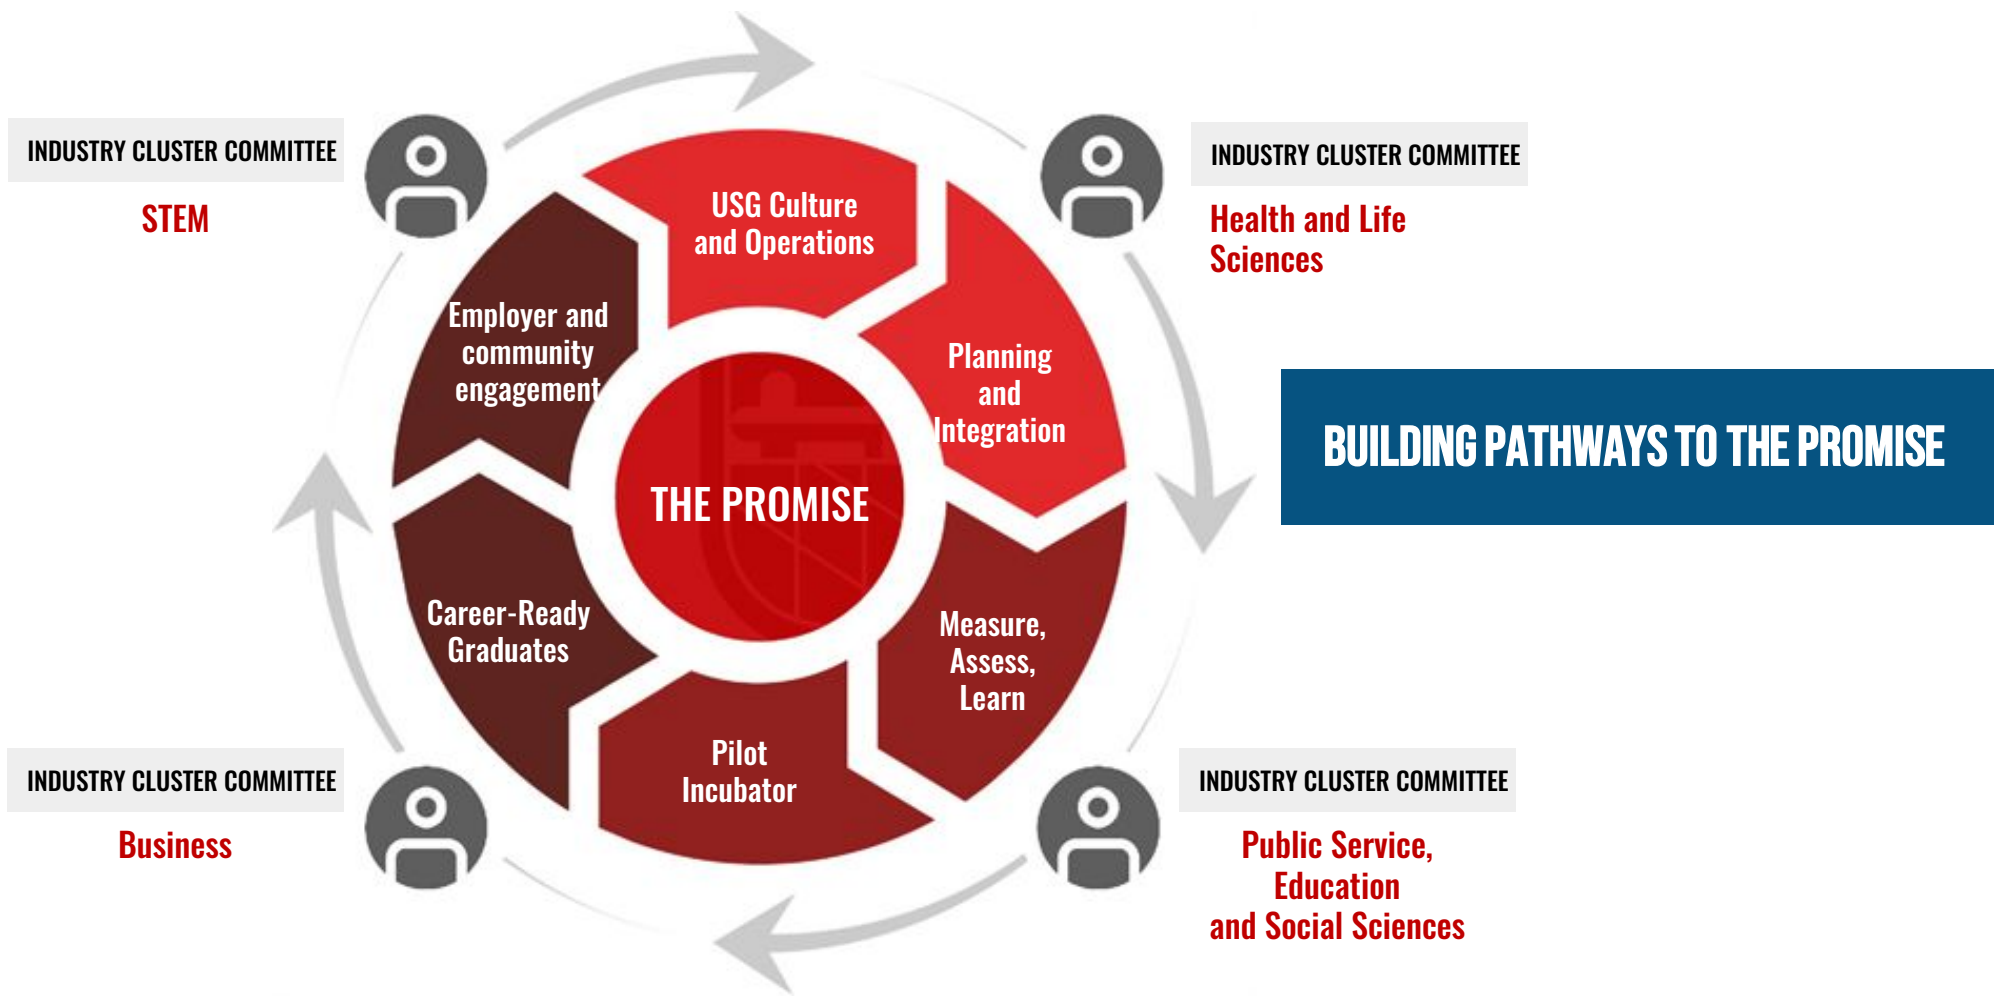 INDUSTRY CLUSTER COMMITTEE
STEM
INDUSTRY CLUSTER COMMITTEE
Health and Life
Sciences
USG Culture
and Operations
Employer and
community
engagement
Planning
and
Integration
THE PROMISE
BUILDING PATHWAYS TO THE PROMISE
Career-Ready
Graduates
Measure,
Assess,
Learn
Pilot
Incubator
INDUSTRY CLUSTER COMMITTEE
Business
INDUSTRY CLUSTER COMMITTEE
Public Service,
Education
and Social Sciences